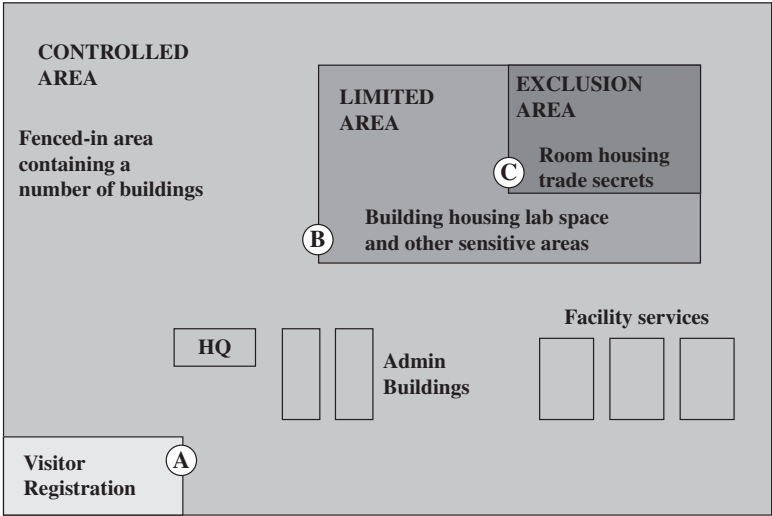 CONTROLLED
AREA
Fenced-in area
containing a
number of buildings
LIMITED
AREA
EXCLUSION
AREA
Room housing
trade secrets
C
Building housing lab space
and other sensitive areas
B
HQ
Admin
Buildings
Facility services
Visitor
Registration
A